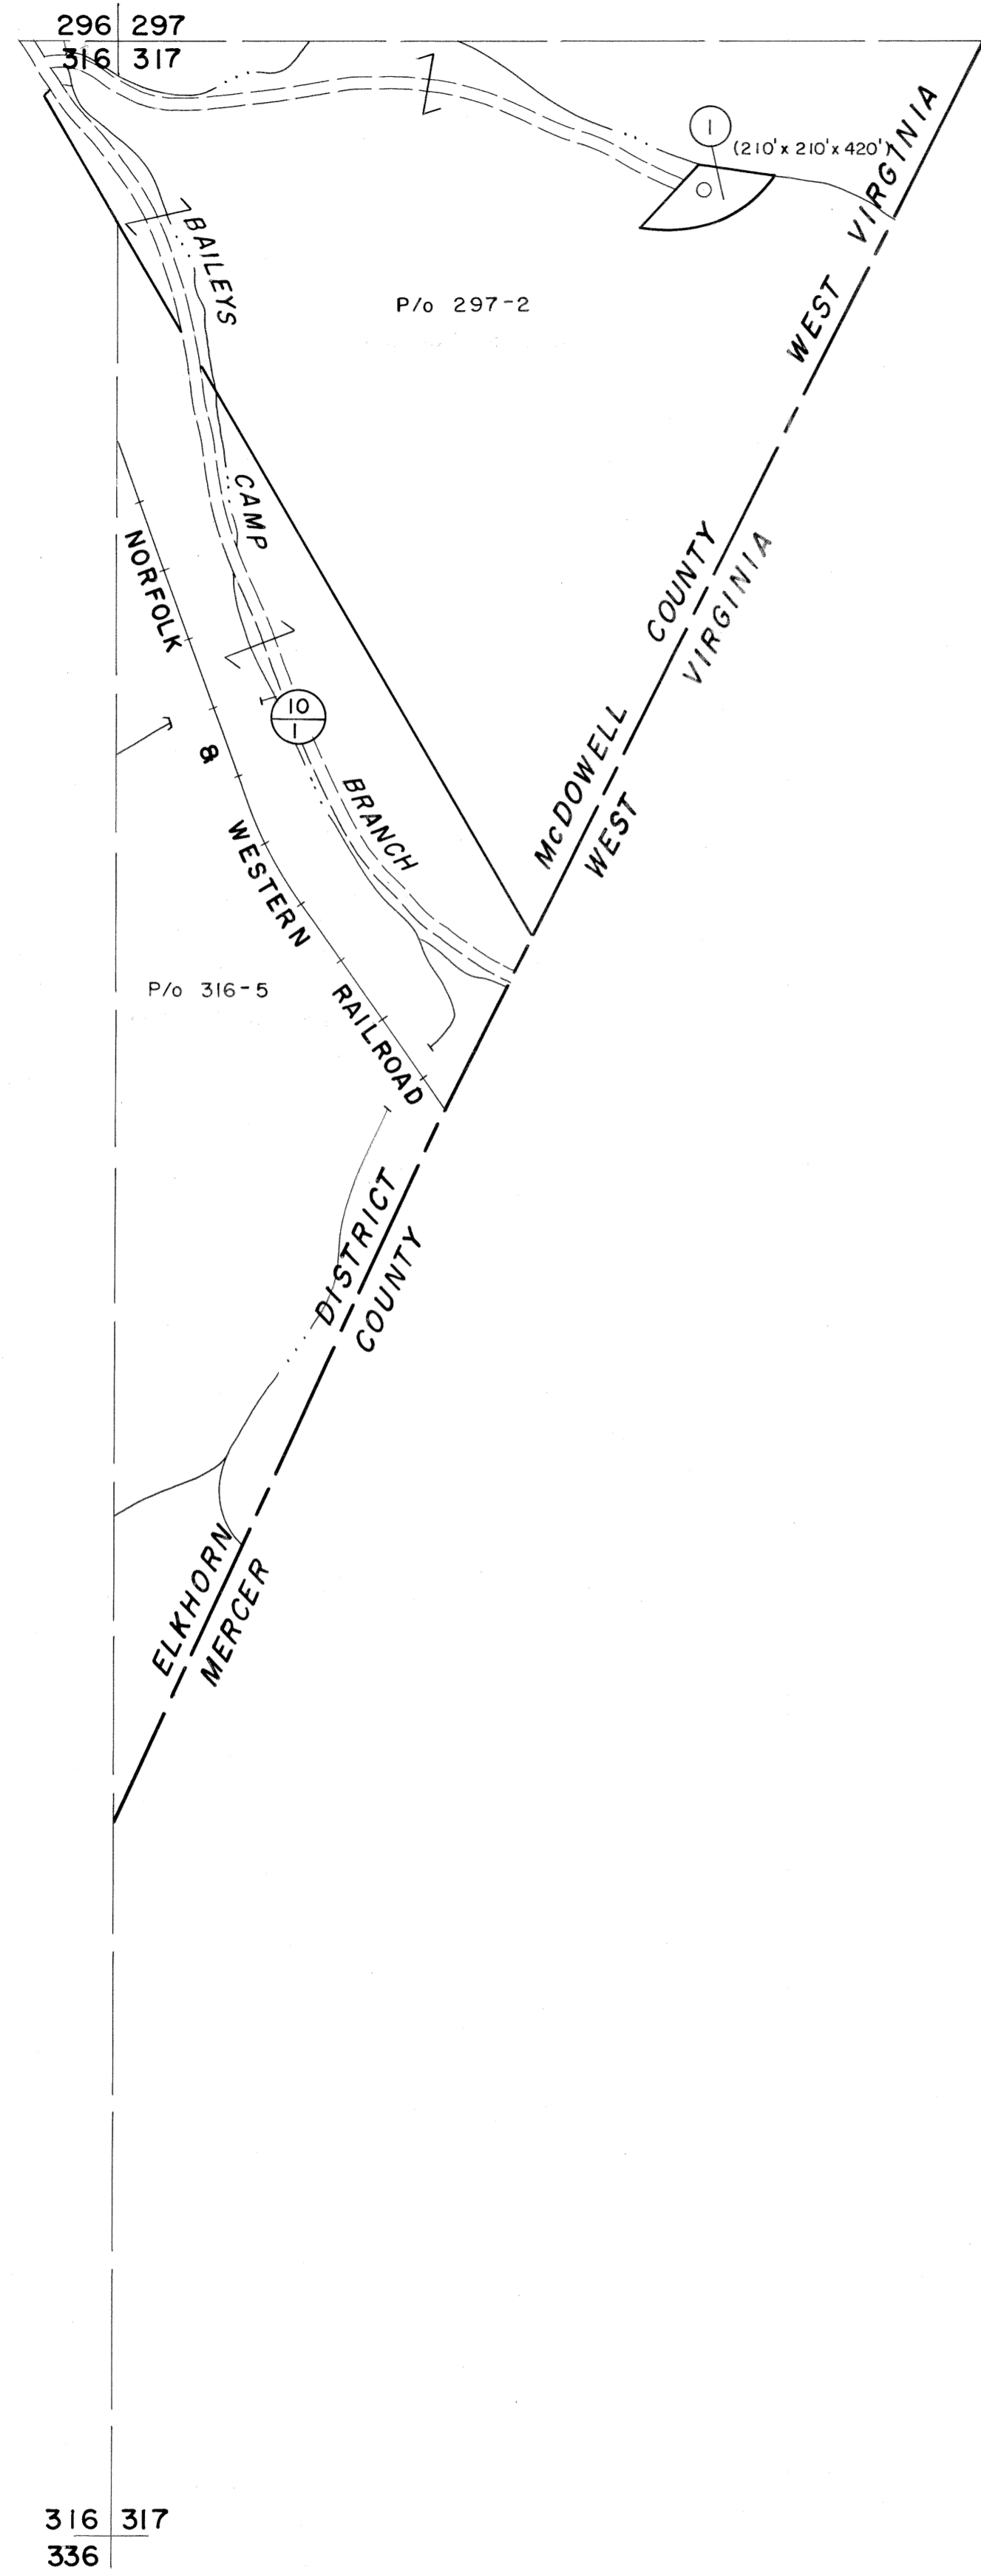 296 297
316 317
1
(210'x 210'x 420')
BAILEYS CAMP BRANCH
P/o 297-2
10
1
NORFOLK & WESTERN RAILROAD
P/o 316-5
ELKHORN DISTRICT McDOWELL COUNTY WEST VIRGINIA
MERCER COUNTY WEST VIRGINIA
316 317
336